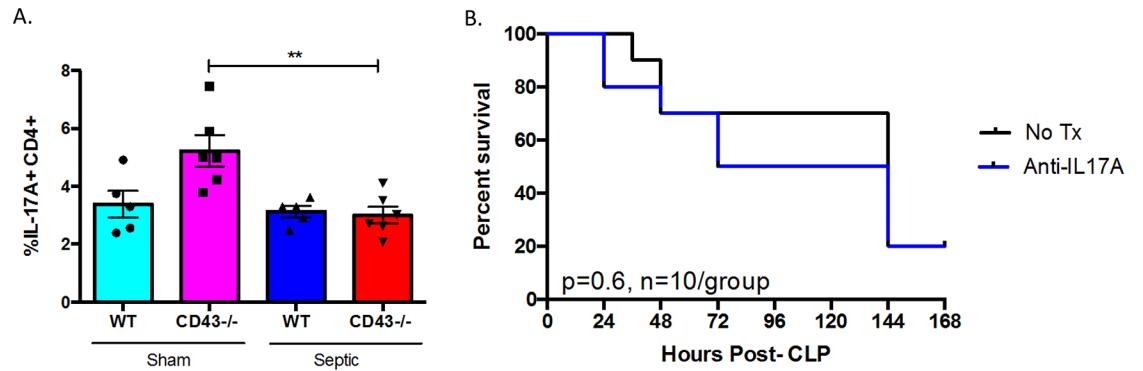 A.
**
%IL-17A+ CD4+
8
6
4
2
0
WT
CD43-/-
WT
CD43-/-
Sham
Septic
B.
Percent survival
100
80
60
40
20
0
p=0.6, n=10/group
0 24 48 72 96 120 144 168
Hours Post- CLP
No Tx
Anti-IL17A